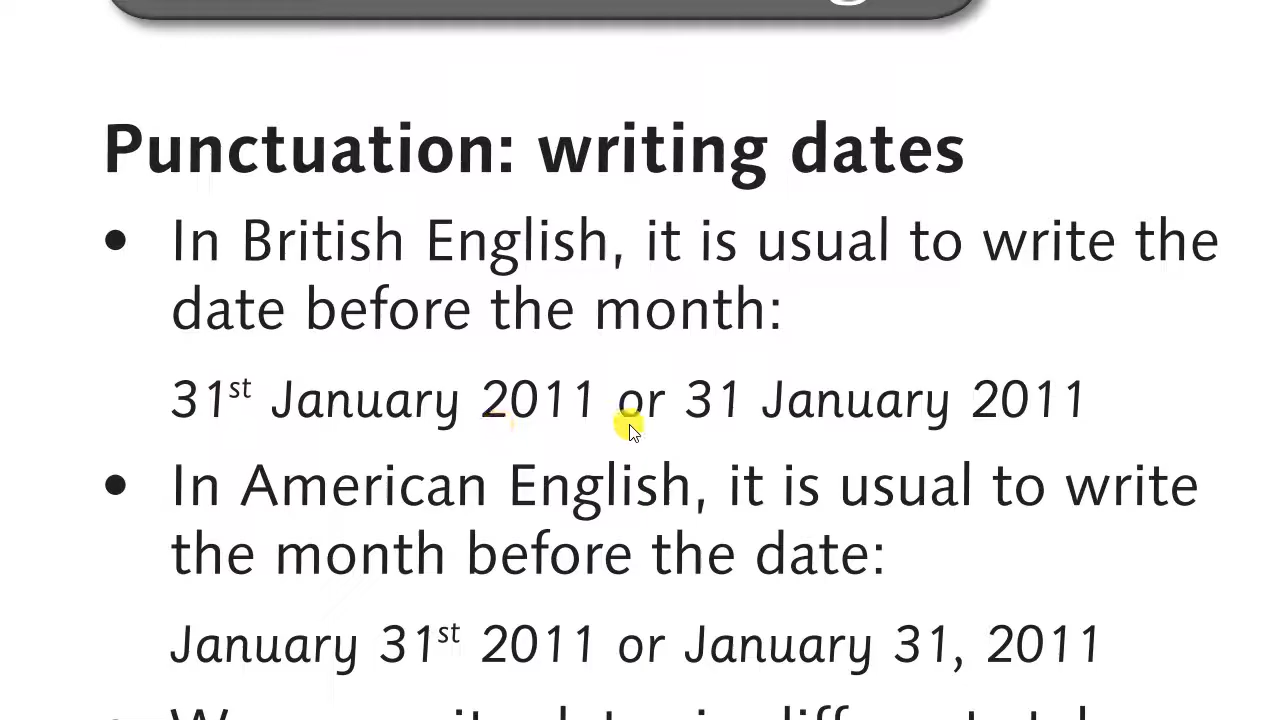 Punctuation: writing dates
• In British English, it is usual to write the
date before the month:
31st January 2011 or 31 January 2011
• In American English, it is usual to write
the month before the date:
January 31st 2011 or January 31, 2011